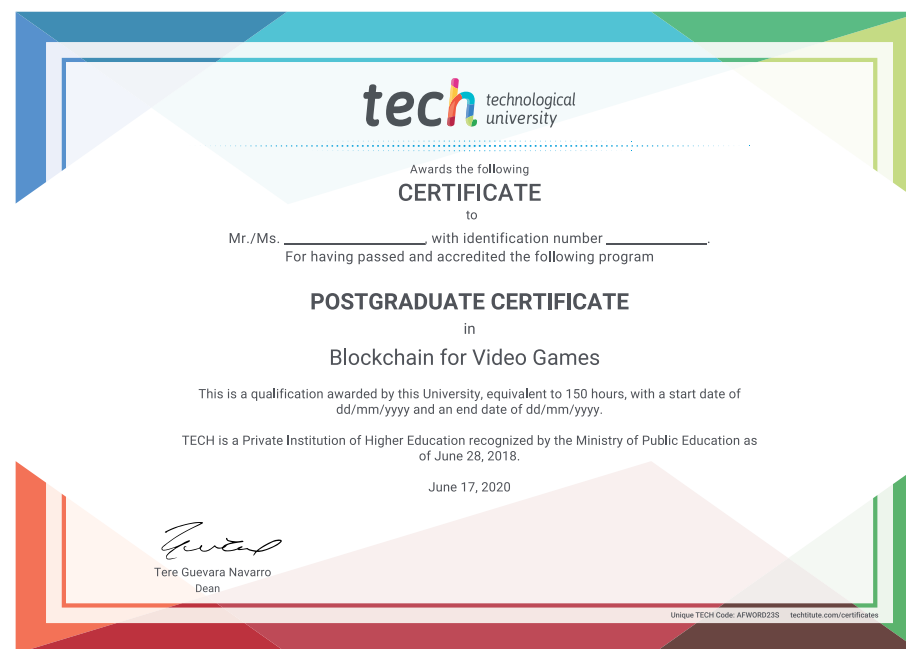 tech technological
university
Awards the following
CERTIFICATE
to
Mr./Ms. ____________, with identification number ____________.
For having passed and accredited the following program
POSTGRADUATE CERTIFICATE
in
Blockchain for Video Games
This is a qualification awarded by this University, equivalent to 150 hours, with a start date of
dd/mm/yyyy and an end date of dd/mm/yyyy.
TECH is a Private Institution of Higher Education recognized by the Ministry of Public Education as
of June 28, 2018.
June 17, 2020
Tere Guevara Navarro
Dean
Unique TECH Code: AFWORD23S techtitute.com/certificates